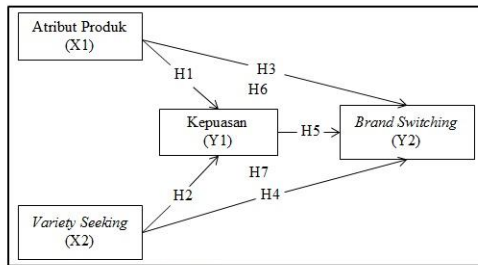 Atribut Produk
(X1)
H3
H1
H6
Kepuasan
(Y1)
H5
Brand Switching
(Y2)
H7
H2
H4
Variety Seeking
(X2)